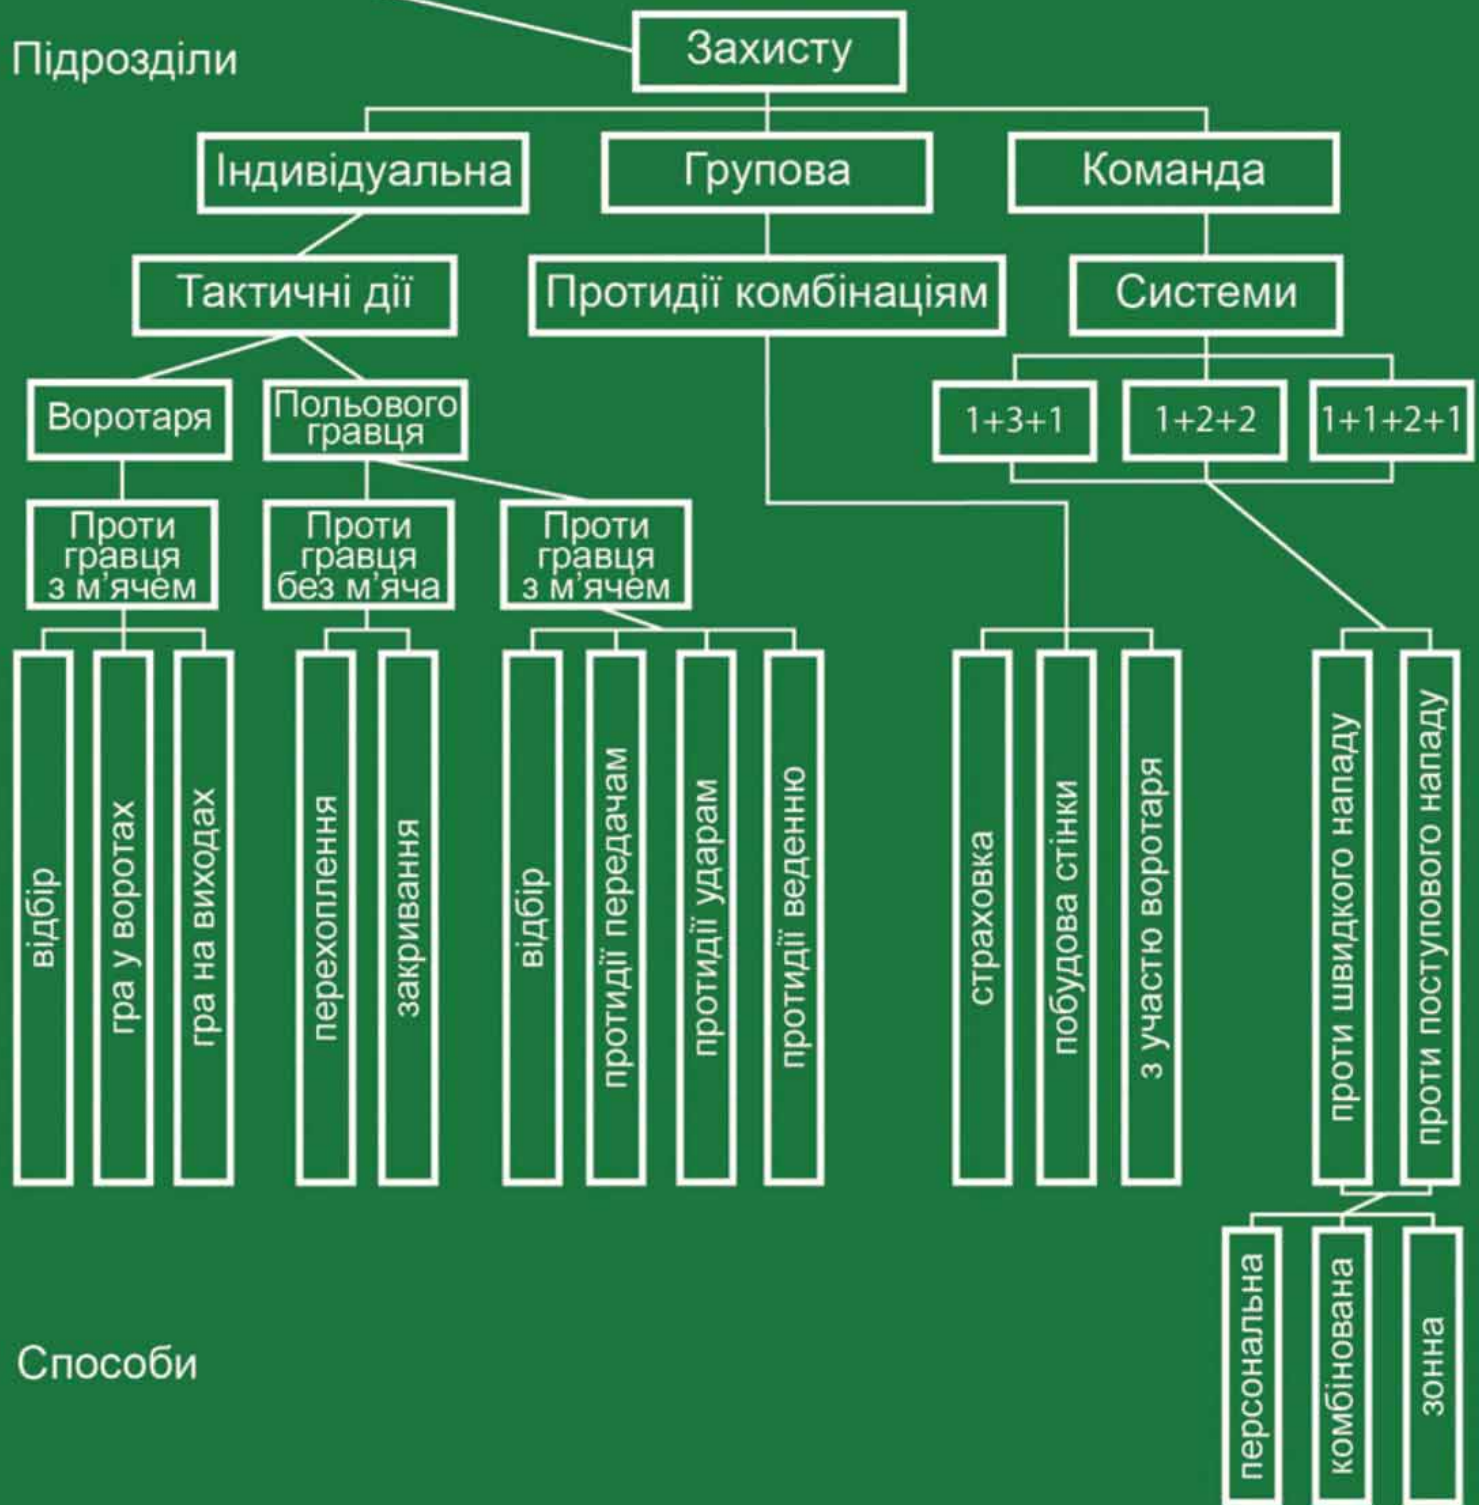 Підрозділи
Захисту
Індивідуальна
Групова
Команда
Тактичні дії
Протидії комбінаціям
Системи
Воротаря
Польового
гравця
1+3+1
1+2+2
1+1+2+1
Проти
гравця
з м’ячем
Проти
гравця
без м’яча
Проти
гравця
з м’ячем
відбір
гра у воротах
гра на виходах
перехоплення
закривання
відбір
протидії передачам
протидії ударам
протидії веденню
страховка
побудова стінки
з участю воротаря
проти швидкого нападу
проти поступового нападу
Способи
персональна
комбінована
зонна